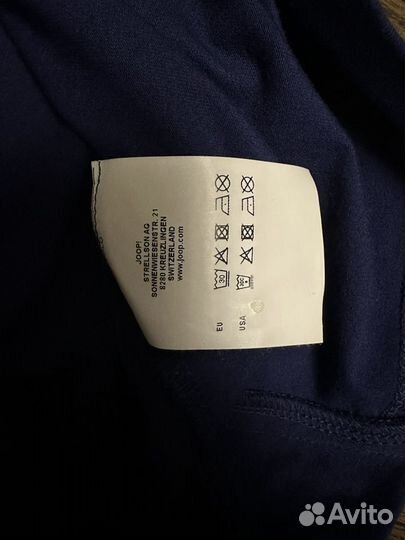 JOOP!
STRELLSON AG
SONNENWIESENSTR. 21
8280 KREUZLINGEN
SWITZERLAND
www.joop.com
EU 30
USA
Avito